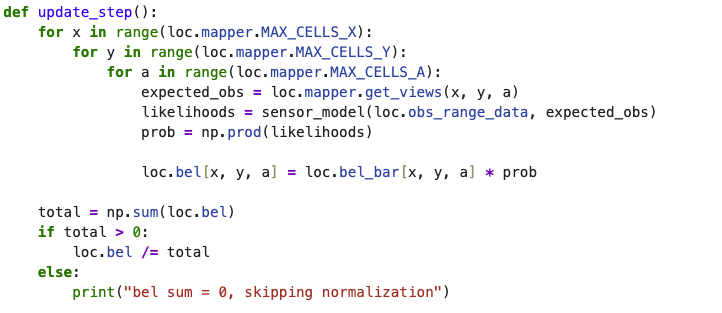 def update_step():
    for x in range(loc.mapper.MAX_CELLS_X):
        for y in range(loc.mapper.MAX_CELLS_Y):
            for a in range(loc.mapper.MAX_CELLS_A):
                expected_obs = loc.mapper.get_views(x, y, a)
                likelihoods = sensor_model(loc.obs_range_data, expected_obs)
                prob = np.prod(likelihoods)

                loc.bel[x, y, a] = loc.bel_bar[x, y, a] * prob

    total = np.sum(loc.bel)
    if total > 0:
        loc.bel /= total
    else:
        print("bel sum = 0, skipping normalization")